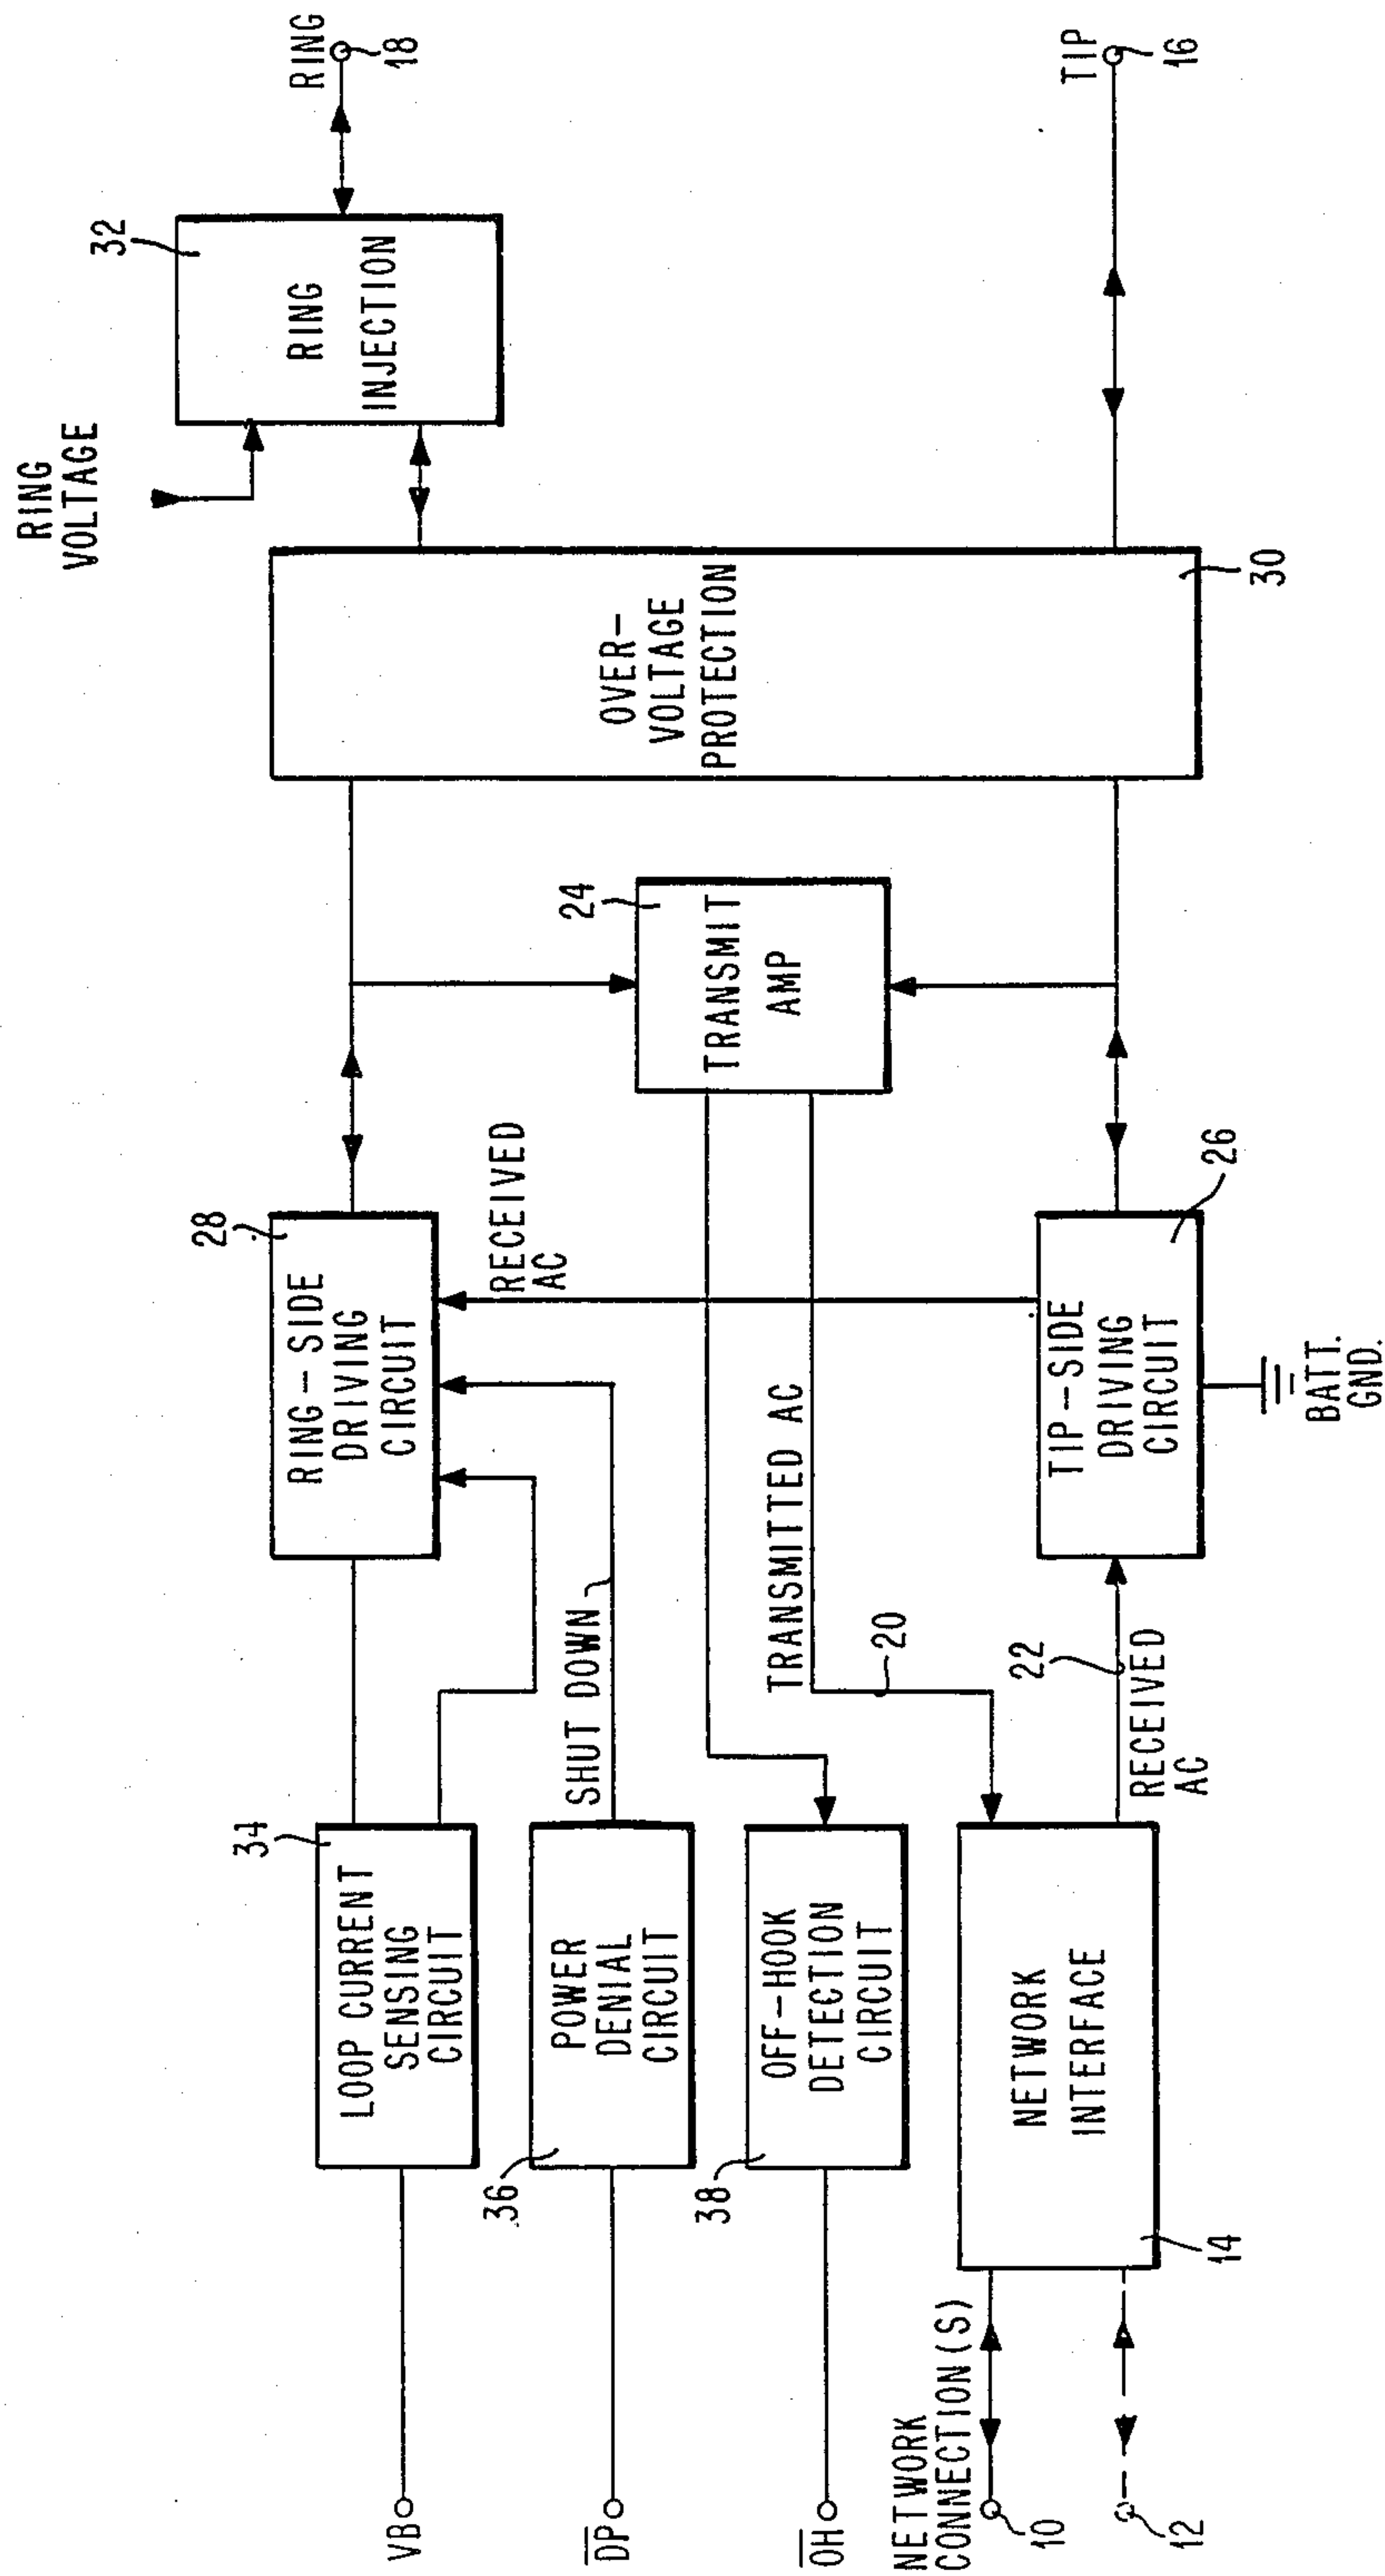 RING
VOLTAGE
32
RING
INJECTION
RING
18
TIP
16
OVER-
VOLTAGE
PROTECTION
30
24
TRANSMIT
AMP
28
RING-SIDE
DRIVING
CIRCUIT
RECEIVED
AC
26
TIP-SIDE
DRIVING
CIRCUIT
BATT.
GND.
SHUT DOWN
TRANSMITTED AC
20
22
RECEIVED
AC
34
LOOP CURRENT
SENSING
CIRCUIT
36
POWER
DENIAL
CIRCUIT
38
OFF-HOOK
DETECTION
CIRCUIT
NETWORK
INTERFACE
14
VB
D̅P̅
O̅H̅
NETWORK
CONNECTION(S)
10
12